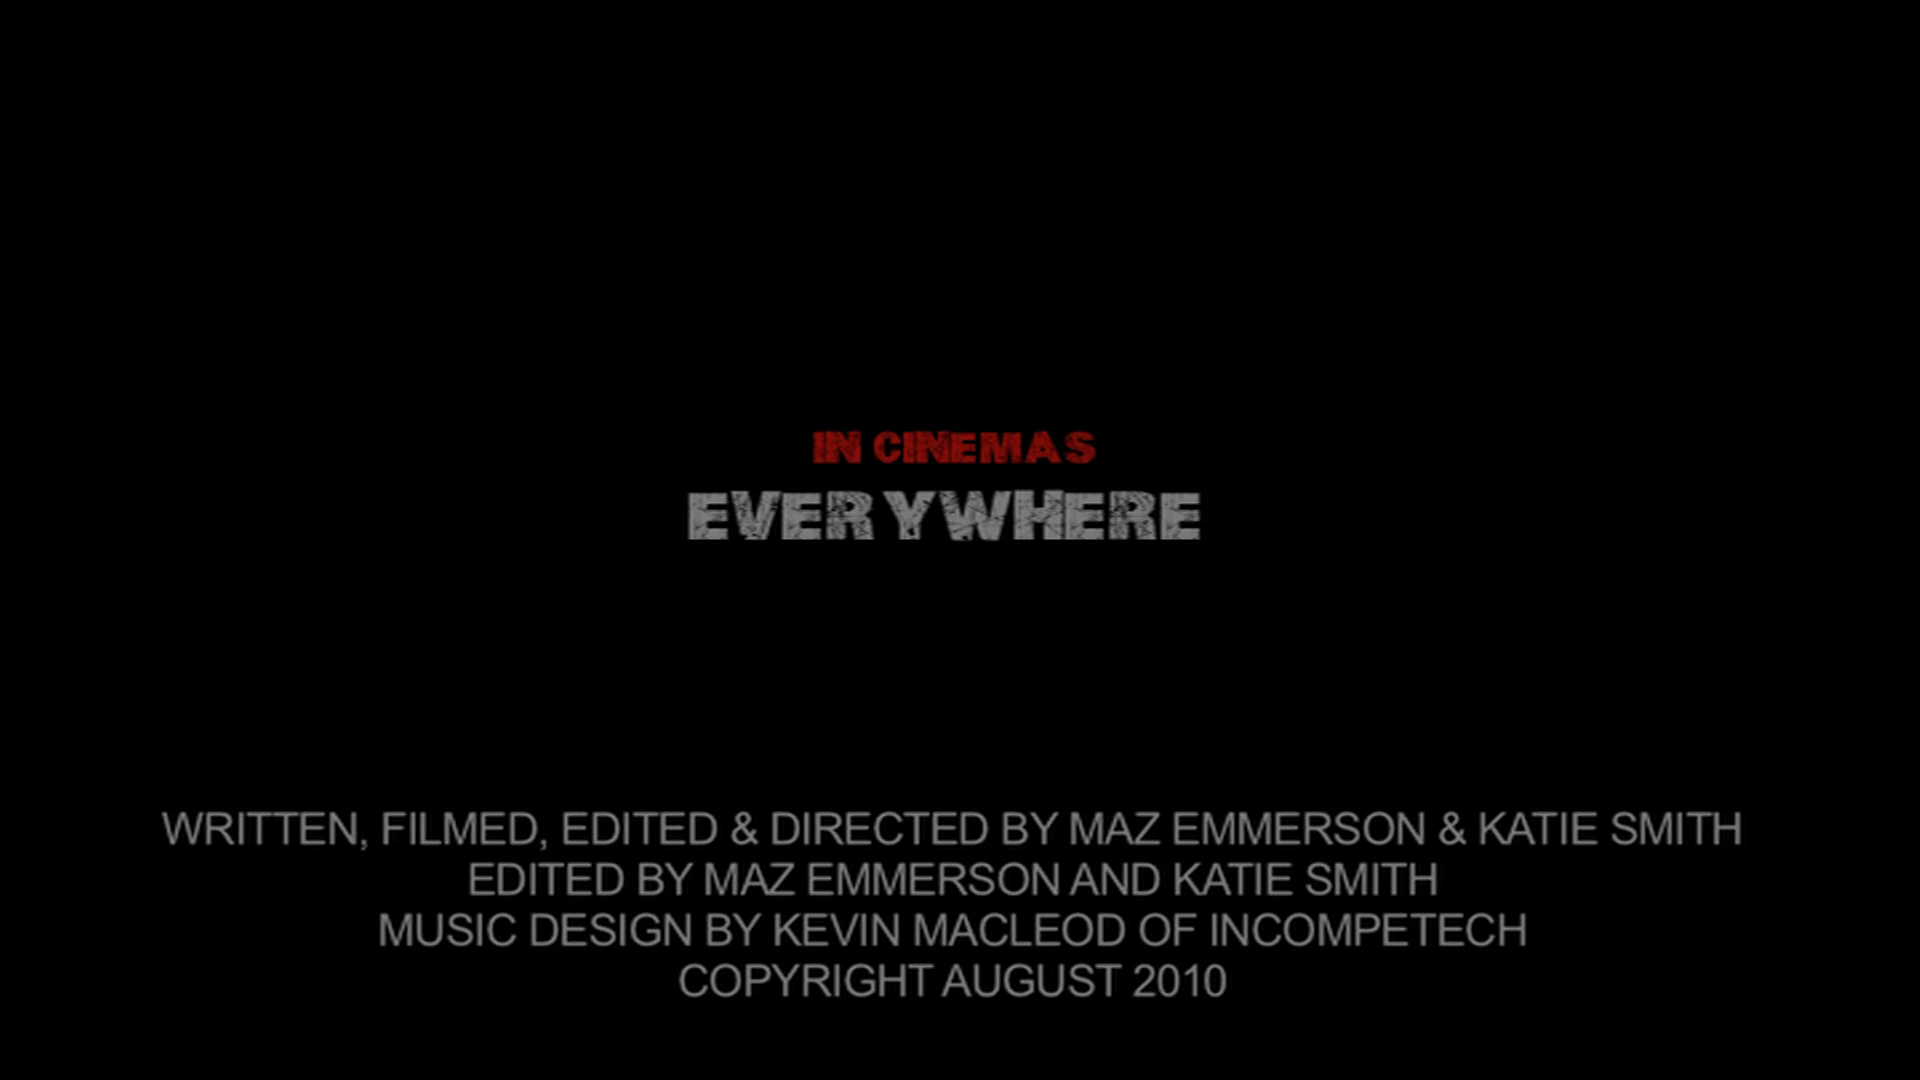 IN CINEMAS
EVERYWHERE
WRITTEN, FILMED, EDITED & DIRECTED BY MAZ EMMERSON & KATIE SMITH
EDITED BY MAZ EMMERSON AND KATIE SMITH
MUSIC DESIGN BY KEVIN MACLEOD OF INCOMPETECH
COPYRIGHT AUGUST 2010